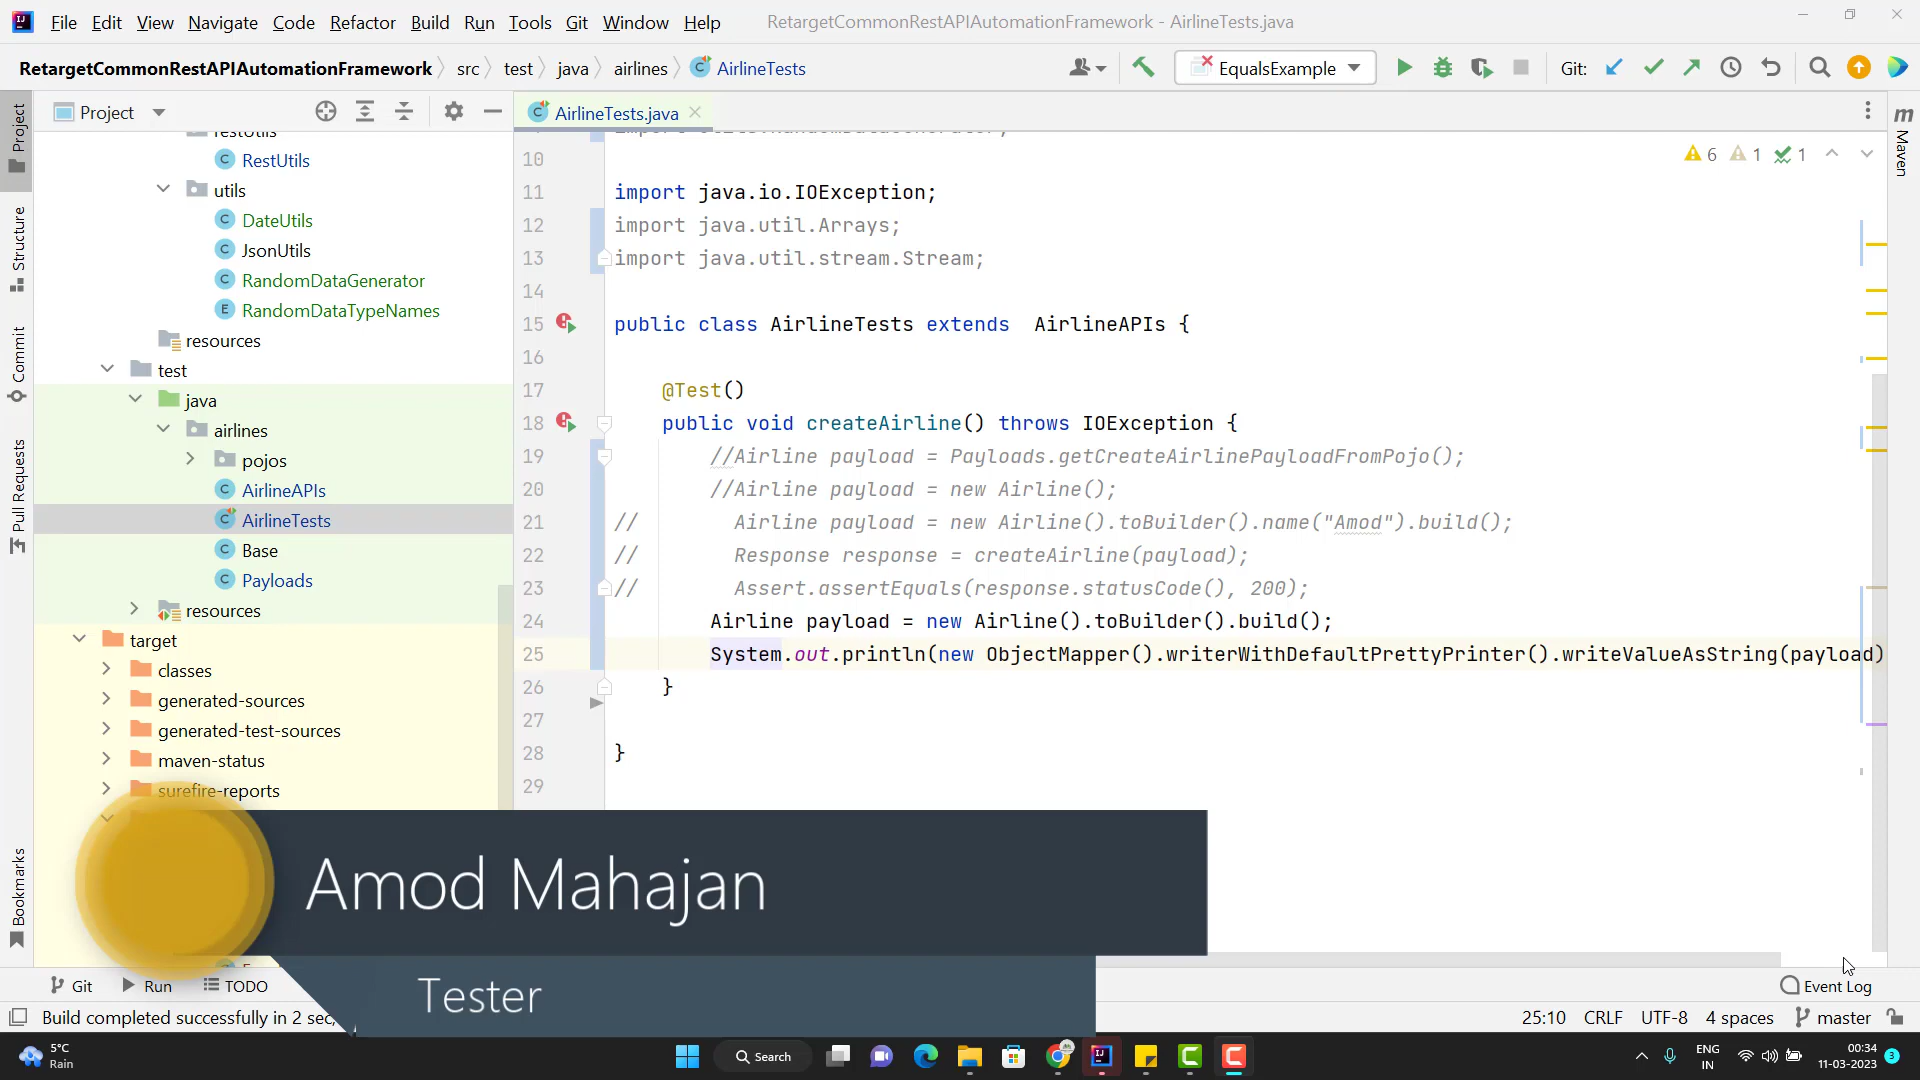 File Edit View Navigate Code Refactor Build Run Tools Git Window Help RetargetCommonRestAPIAutomationFramework - AirlineTests.java
RetargetCommonRestAPIAutomationFramework src test java airlines AirlineTests EqualsExample Git:
Project
AirlineTests.java
Project
Structure
Commit
Pull Requests
Bookmarks
RestUtils
utils
DateUtils
JsonUtils
RandomDataGenerator
RandomDataTypeNames
resources
test
java
airlines
pojos
AirlineAPIs
AirlineTests
Base
Payloads
resources
target
classes
generated-sources
generated-test-sources
maven-status
surefire-reports
6 1 1
Maven
10
11 import java.io.IOException;
12 import java.util.Arrays;
13 import java.util.stream.Stream;
14
15 public class AirlineTests extends  AirlineAPIs {
16
17 @Test()
18 public void createAirline() throws IOException {
19 //Airline payload = Payloads.getCreateAirlinePayloadFromPojo();
20 //Airline payload = new Airline();
21 // Airline payload = new Airline().toBuilder().name("Amod").build();
22 // Response response = createAirline(payload);
23 // Assert.assertEquals(response.statusCode(), 200);
24 Airline payload = new Airline().toBuilder().build();
25 System.out.println(new ObjectMapper().writerWithDefaultPrettyPrinter().writeValueAsString(payload)
26 }
27
28 }
29
Amod Mahajan
Tester
Git Run TODO Event Log
Build completed successfully in 2 sec, 25:10 CRLF UTF-8 4 spaces master
5°C
Rain
Search
ENG
IN
00:34
11-03-2023
3